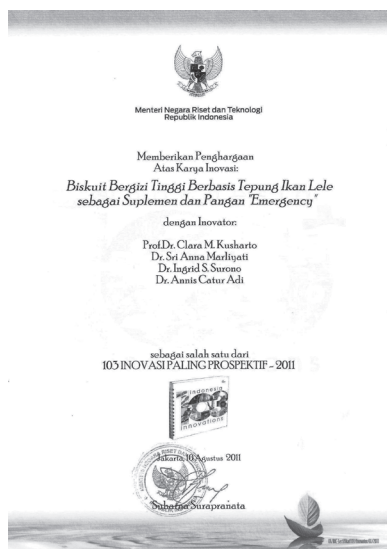 Menteri Negara Riset dan Teknologi
Republik Indonesia
Memberikan Penghargaan
Atas Karya Inovasi:
Biskuit Bergizi Tinggi Berbasis Tepung Ikan Lele
sebagai Suplemen dan Pangan "Emergency"
dengan Inovator:
Prof.Dr. Clara M. Kusharto
Dr. Sri Anna Marliyati
Dr. Ingrid S. Surono
Dr. Annis Catur Adi
sebagai salah satu dari
103 INOVASI PALING PROSPEKTIF - 2011
Indonesia
103
Innovations
Jakarta, 10 Agustus 2011
Suharna Surapranata